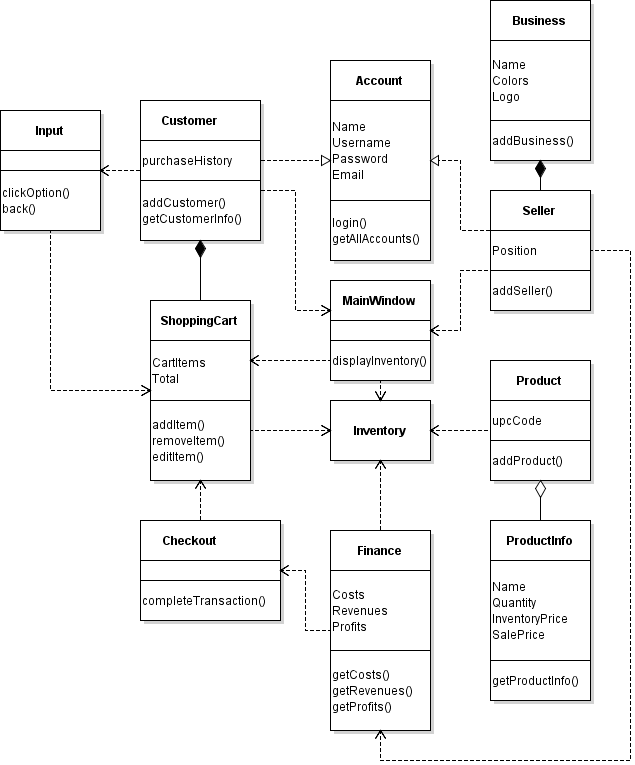 Business
Name
Colors
Logo
addBusiness()
Account
Name
Username
Password
Email
login()
getAllAccounts()
Customer
purchaseHistory
addCustomer()
getCustomerInfo()
Input
clickOption()
back()
Seller
Position
addSeller()
MainWindow
displayInventory()
ShoppingCart
CartItems
Total
addItem()
removeItem()
editItem()
Inventory
Product
upcCode
addProduct()
Checkout
completeTransaction()
Finance
Costs
Revenues
Profits
getCosts()
getRevenues()
getProfits()
ProductInfo
Name
Quantity
InventoryPrice
SalePrice
getProductInfo()